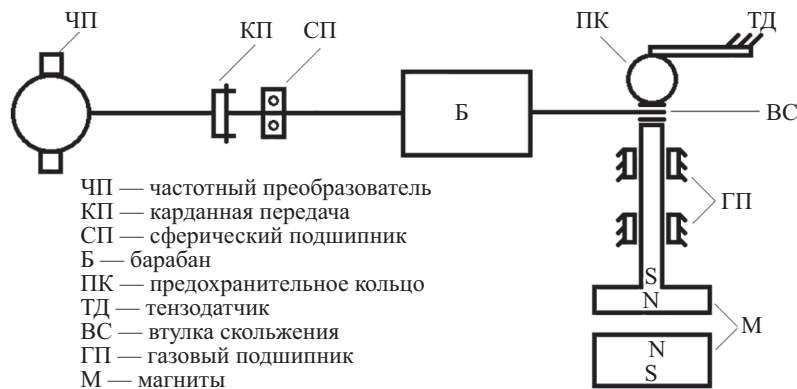 ЧП
КП
СП
ПК
ТД
Б
ВС
ЧП — частотный преобразователь
КП — карданная передача
СП — сферический подшипник
Б — барабан
ПК — предохранительное кольцо
ТД — тензодатчик
ВС — втулка скольжения
ГП — газовый подшипник
М — магниты
ГП
S
N
М
N
S